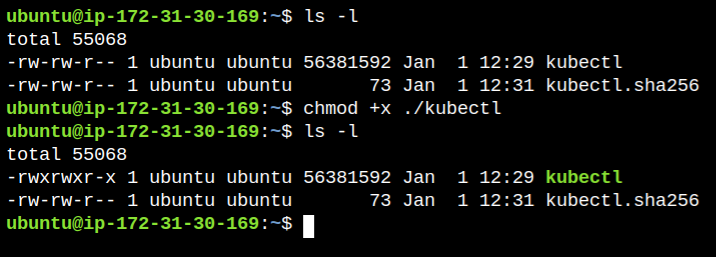 ubuntu@ip-172-31-30-169:~$ ls -l
total 55068
-rw-rw-r-- 1 ubuntu ubuntu 56381592 Jan  1 12:29 kubectl
-rw-rw-r-- 1 ubuntu ubuntu       73 Jan  1 12:31 kubectl.sha256
ubuntu@ip-172-31-30-169:~$ chmod +x ./kubectl
ubuntu@ip-172-31-30-169:~$ ls -l
total 55068
-rwxrwxr-x 1 ubuntu ubuntu 56381592 Jan  1 12:29 kubectl
-rw-rw-r-- 1 ubuntu ubuntu       73 Jan  1 12:31 kubectl.sha256
ubuntu@ip-172-31-30-169:~$